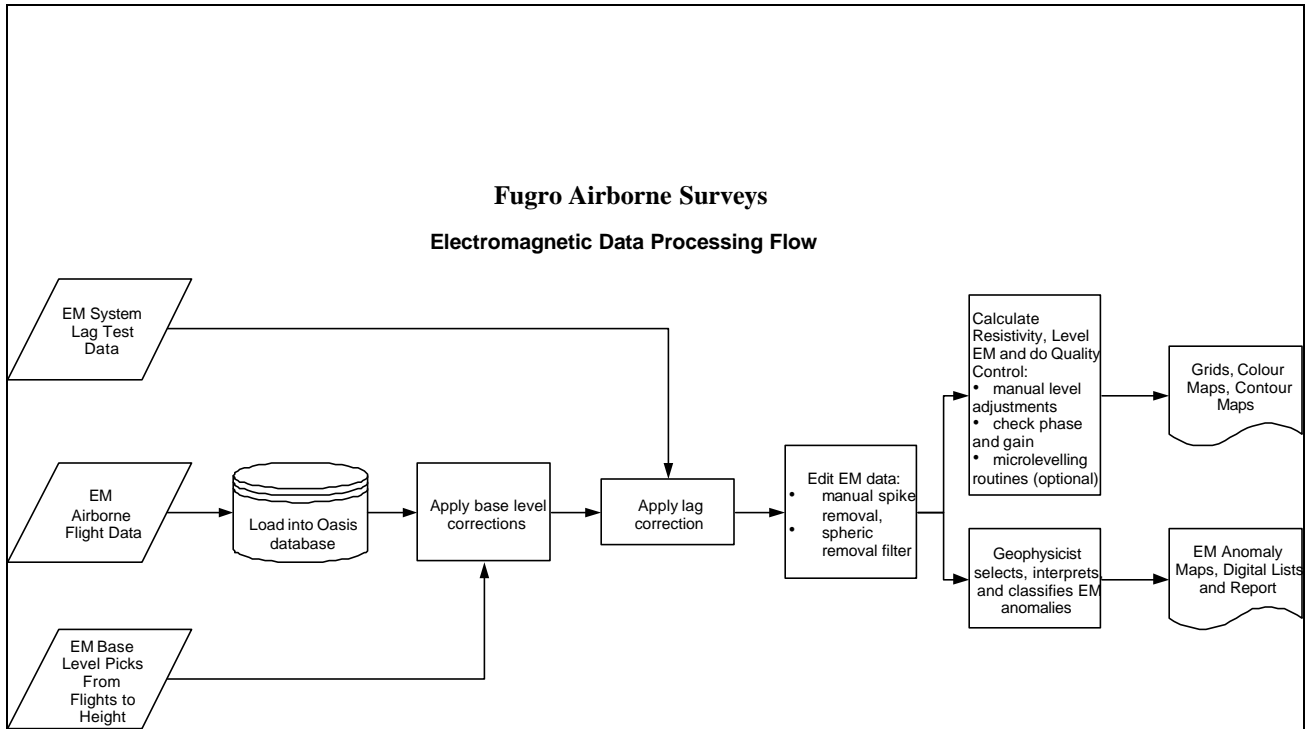 Fugro Airborne Surveys
Electromagnetic Data Processing Flow
EM System
Lag Test
Data
EM
Airborne
Flight Data
EM Base
Level Picks
From
Flights to
Height
Load into Oasis
database
Apply base level
corrections
Apply lag
correction
Edit EM data:
• manual spike
removal,
• spheric
removal filter
Calculate
Resistivity, Level
EM and do Quality
Control:
• manual level
adjustments
• check phase
and gain
• microlevelling
routines (optional)
Grids, Colour
Maps, Contour
Maps
Geophysicist
selects, interprets,
and classifies EM
anomalies
EM Anomaly
Maps, Digital Lists
and Report